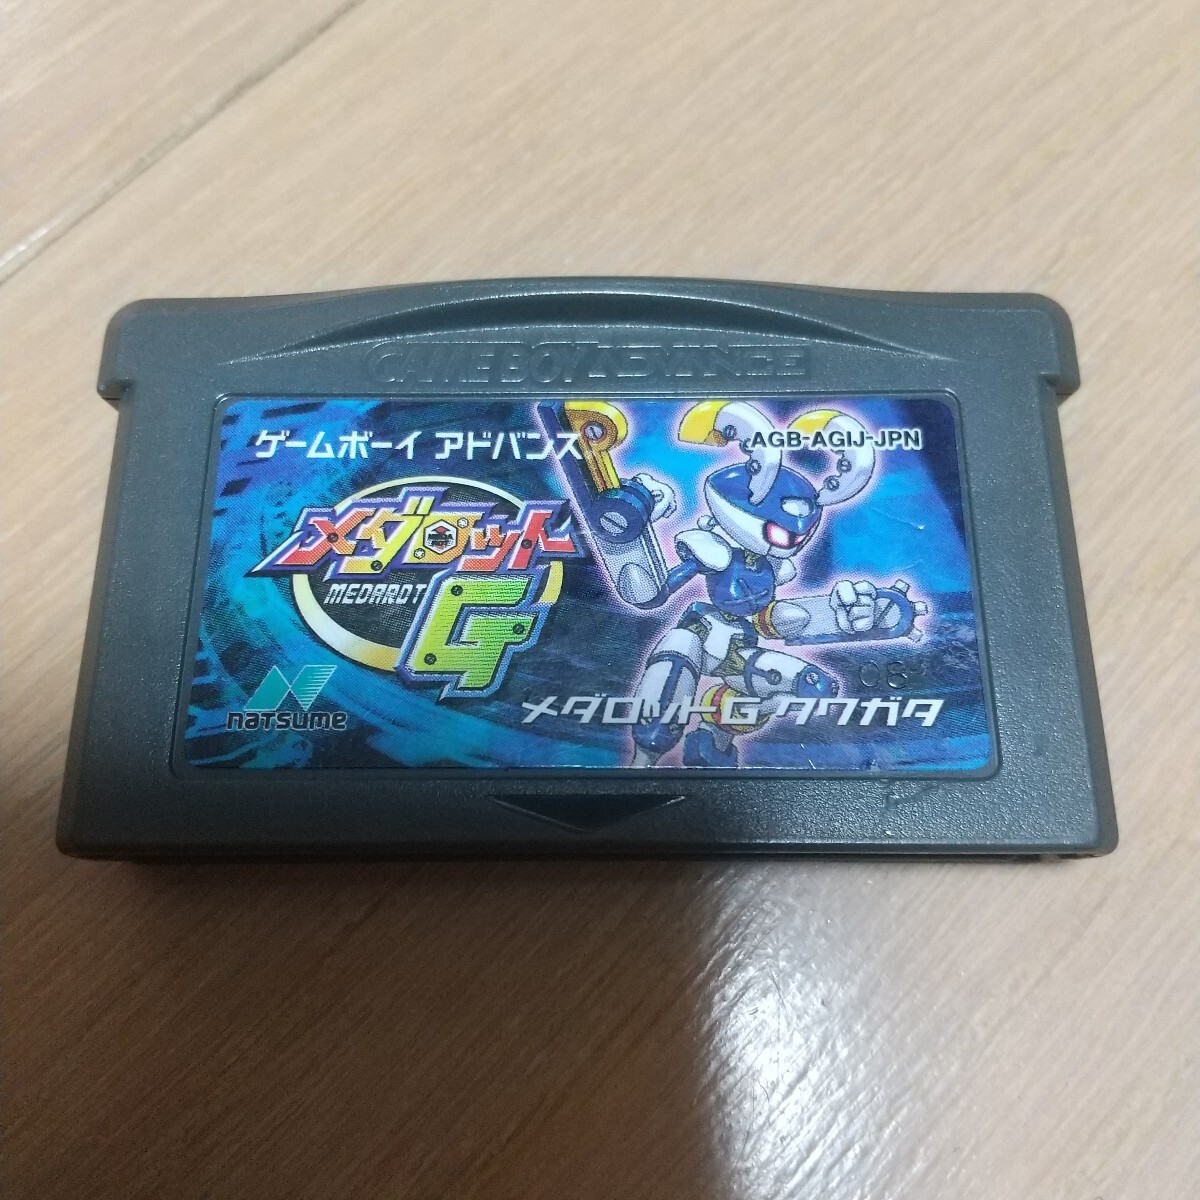 GAME BOY ADVANCE
ゲームボーイ アドバンス
AGB-AGIJ-JPN
メダロット
MEDAROT
G
natsume
メダロットG クワガタ